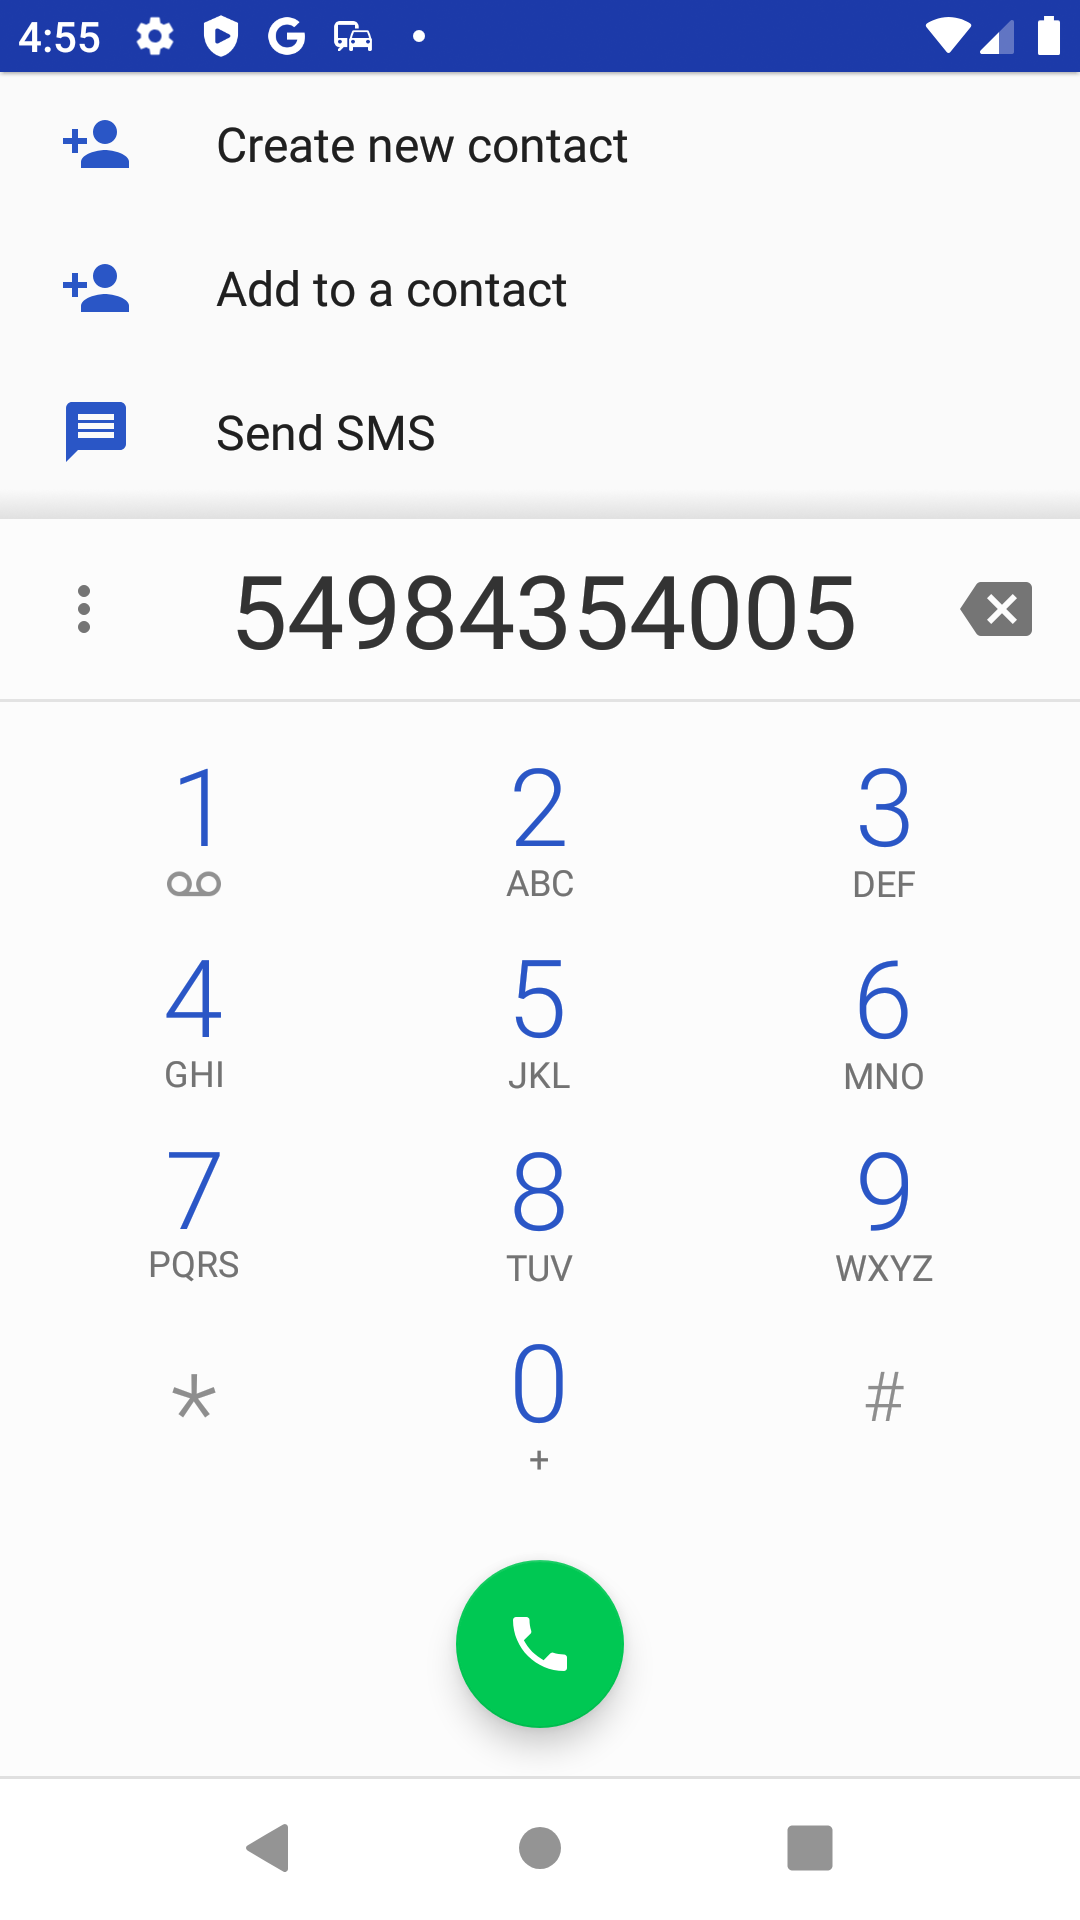 4:55
Create new contact
Add to a contact
Send SMS
54984354005
1 2 3
ABC DEF
4 5 6
GHI JKL MNO
7 8 9
PQRS TUV WXYZ
* 0 #
+